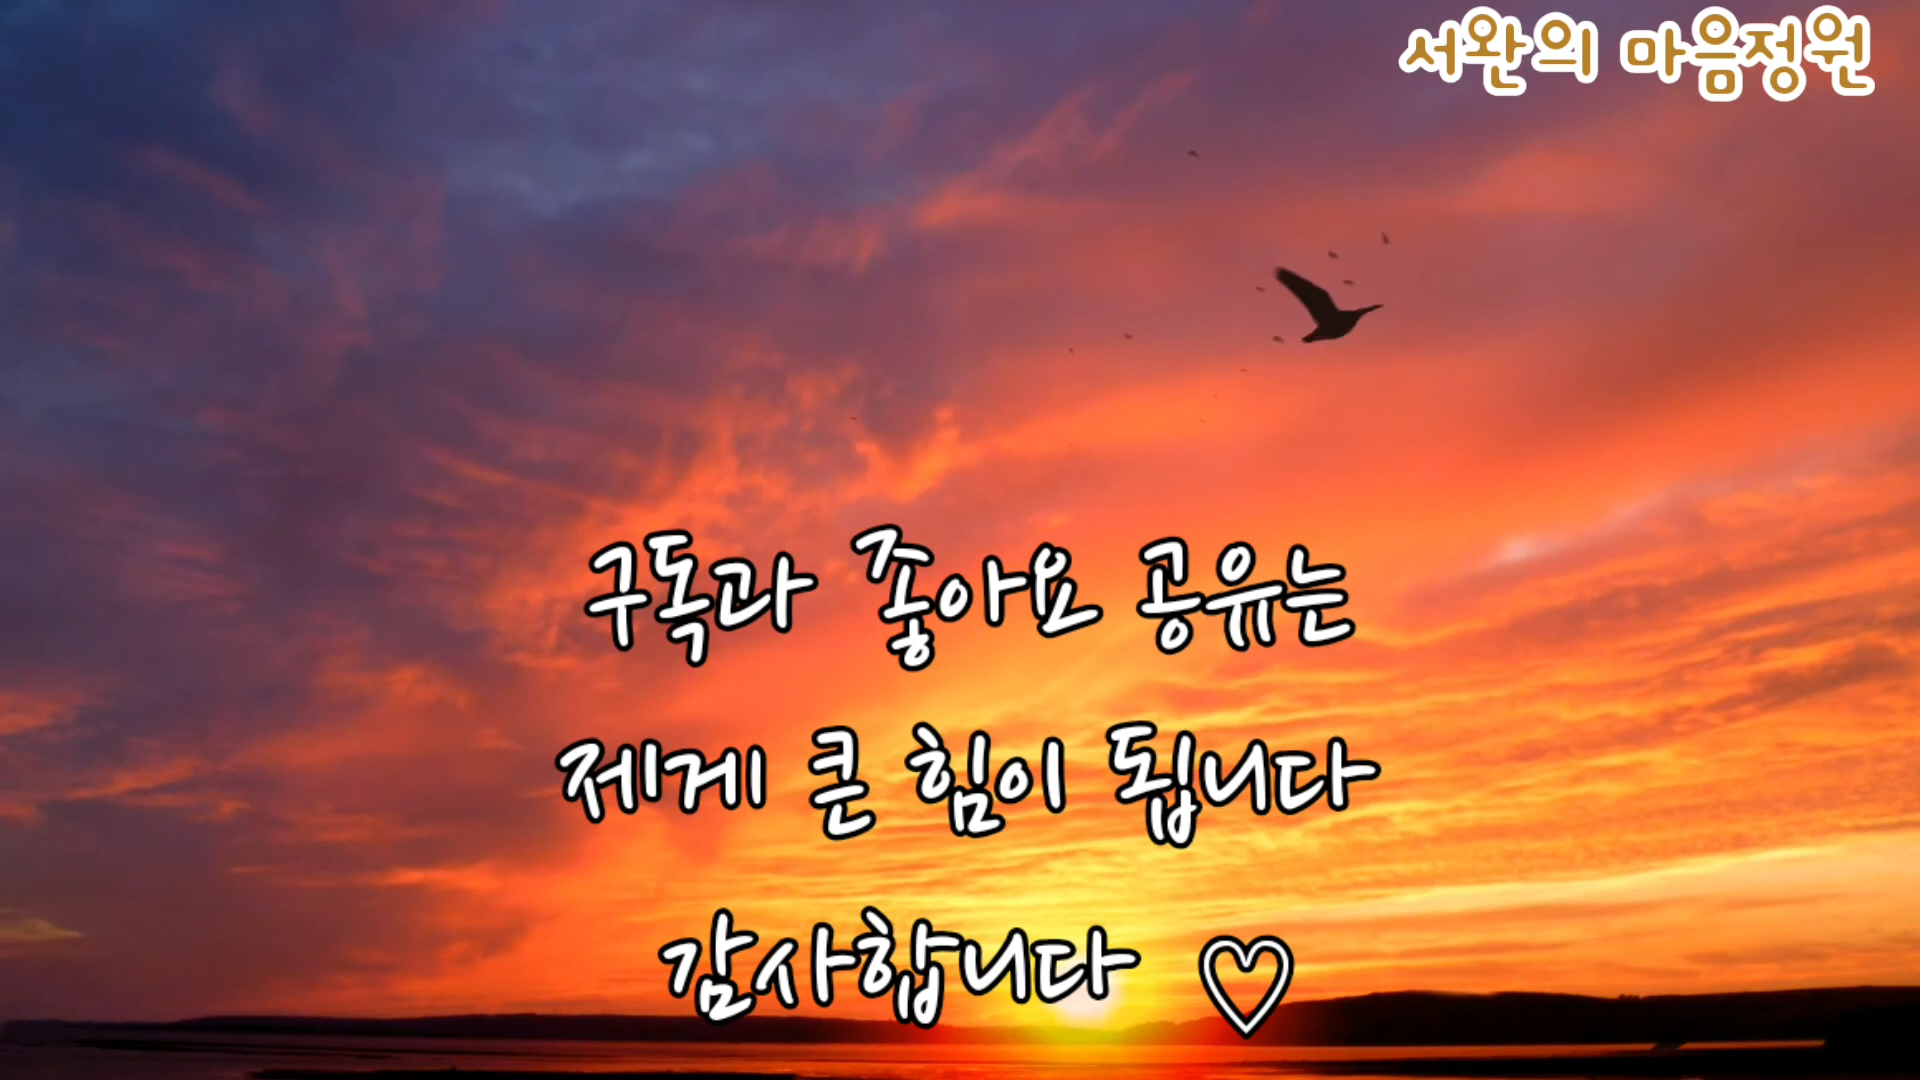 서완의 마음정원
구독과 좋아요 공유는
제게 큰 힘이 됩니다
감사합니다 ♡